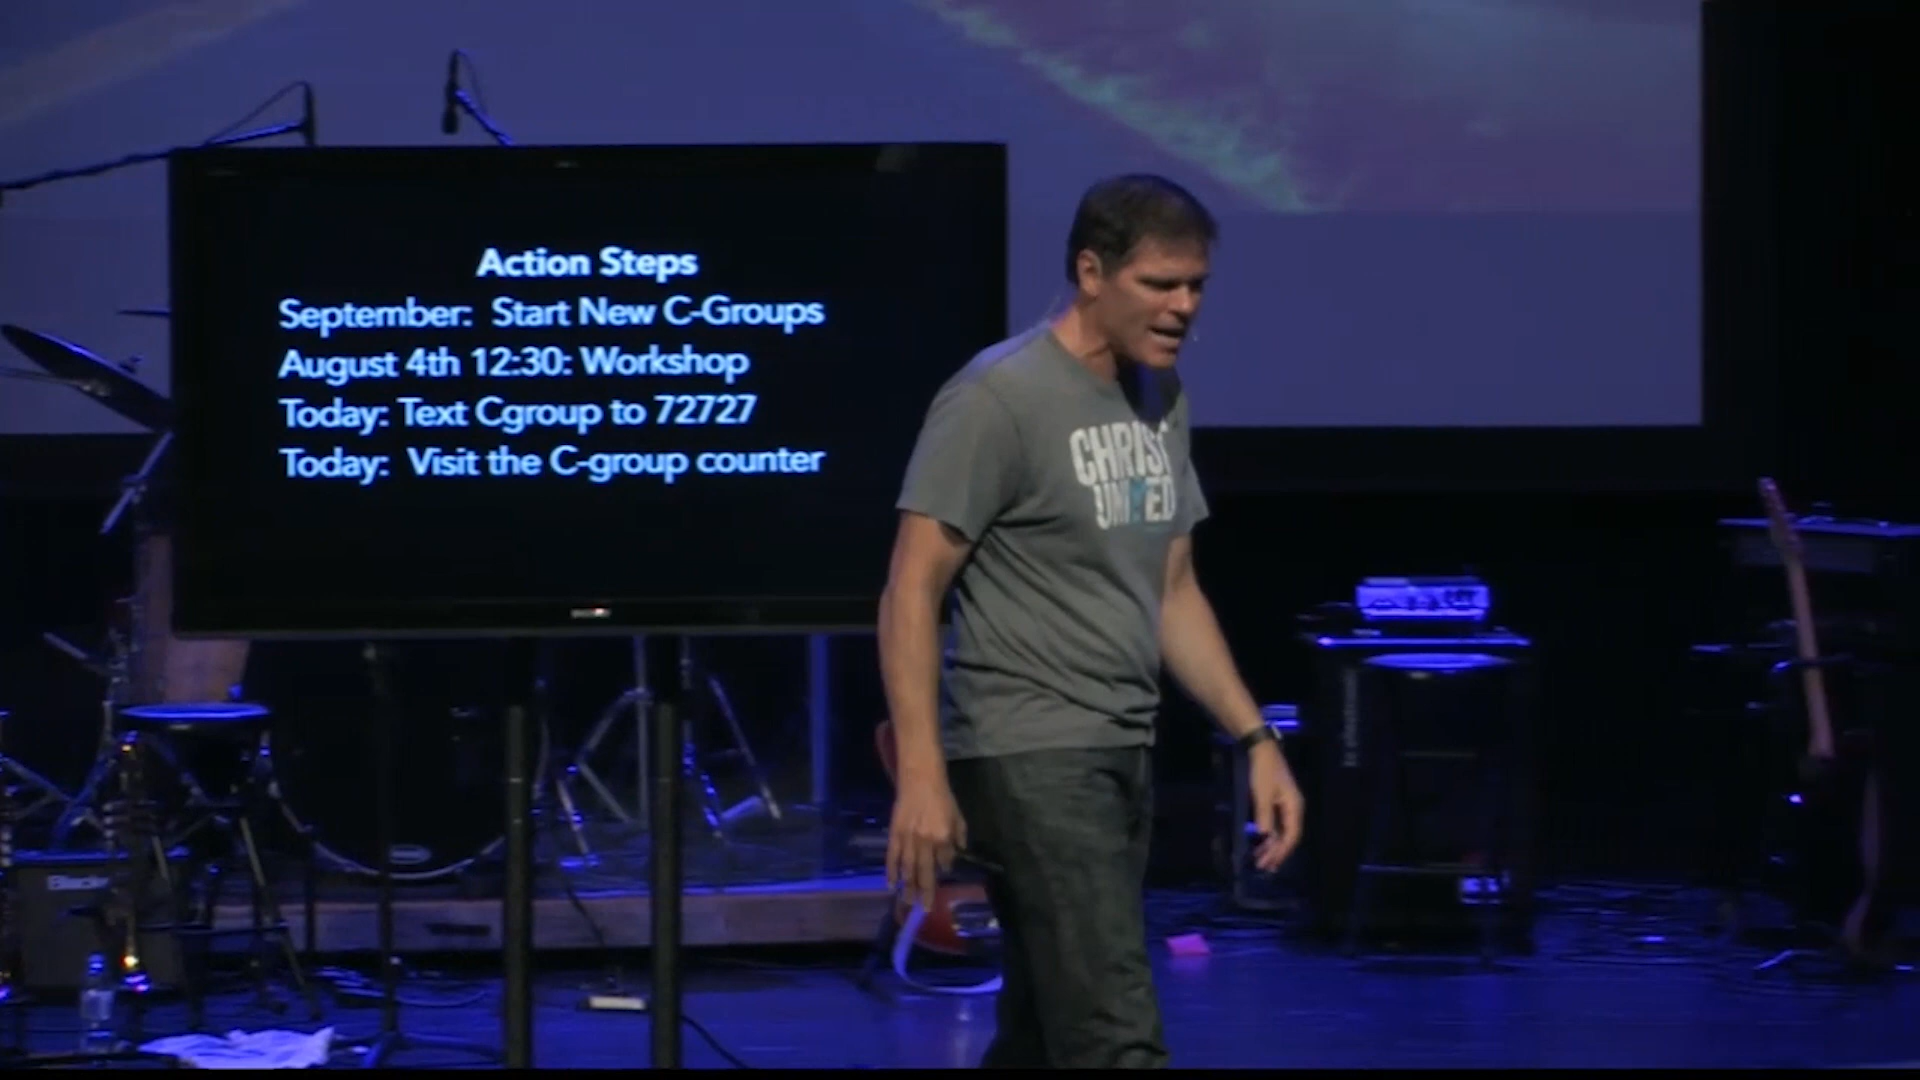 Action Steps
September: Start New C-Groups
August 4th 12:30: Workshop
Today: Text Cgroup to 72727
Today: Visit the C-group counter
CHRIST
UNITED